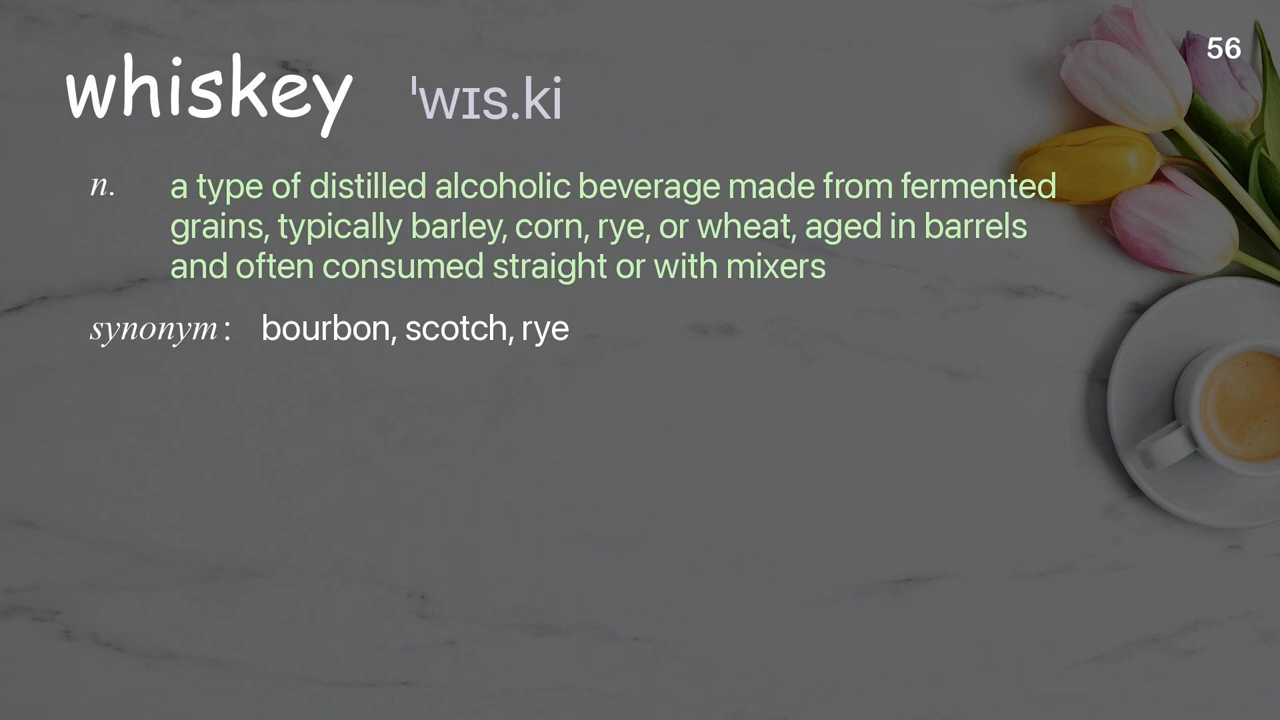 56
whiskey ˈwɪs.ki
n. a type of distilled alcoholic beverage made from fermented
grains, typically barley, corn, rye, or wheat, aged in barrels
and often consumed straight or with mixers
synonym: bourbon, scotch, rye